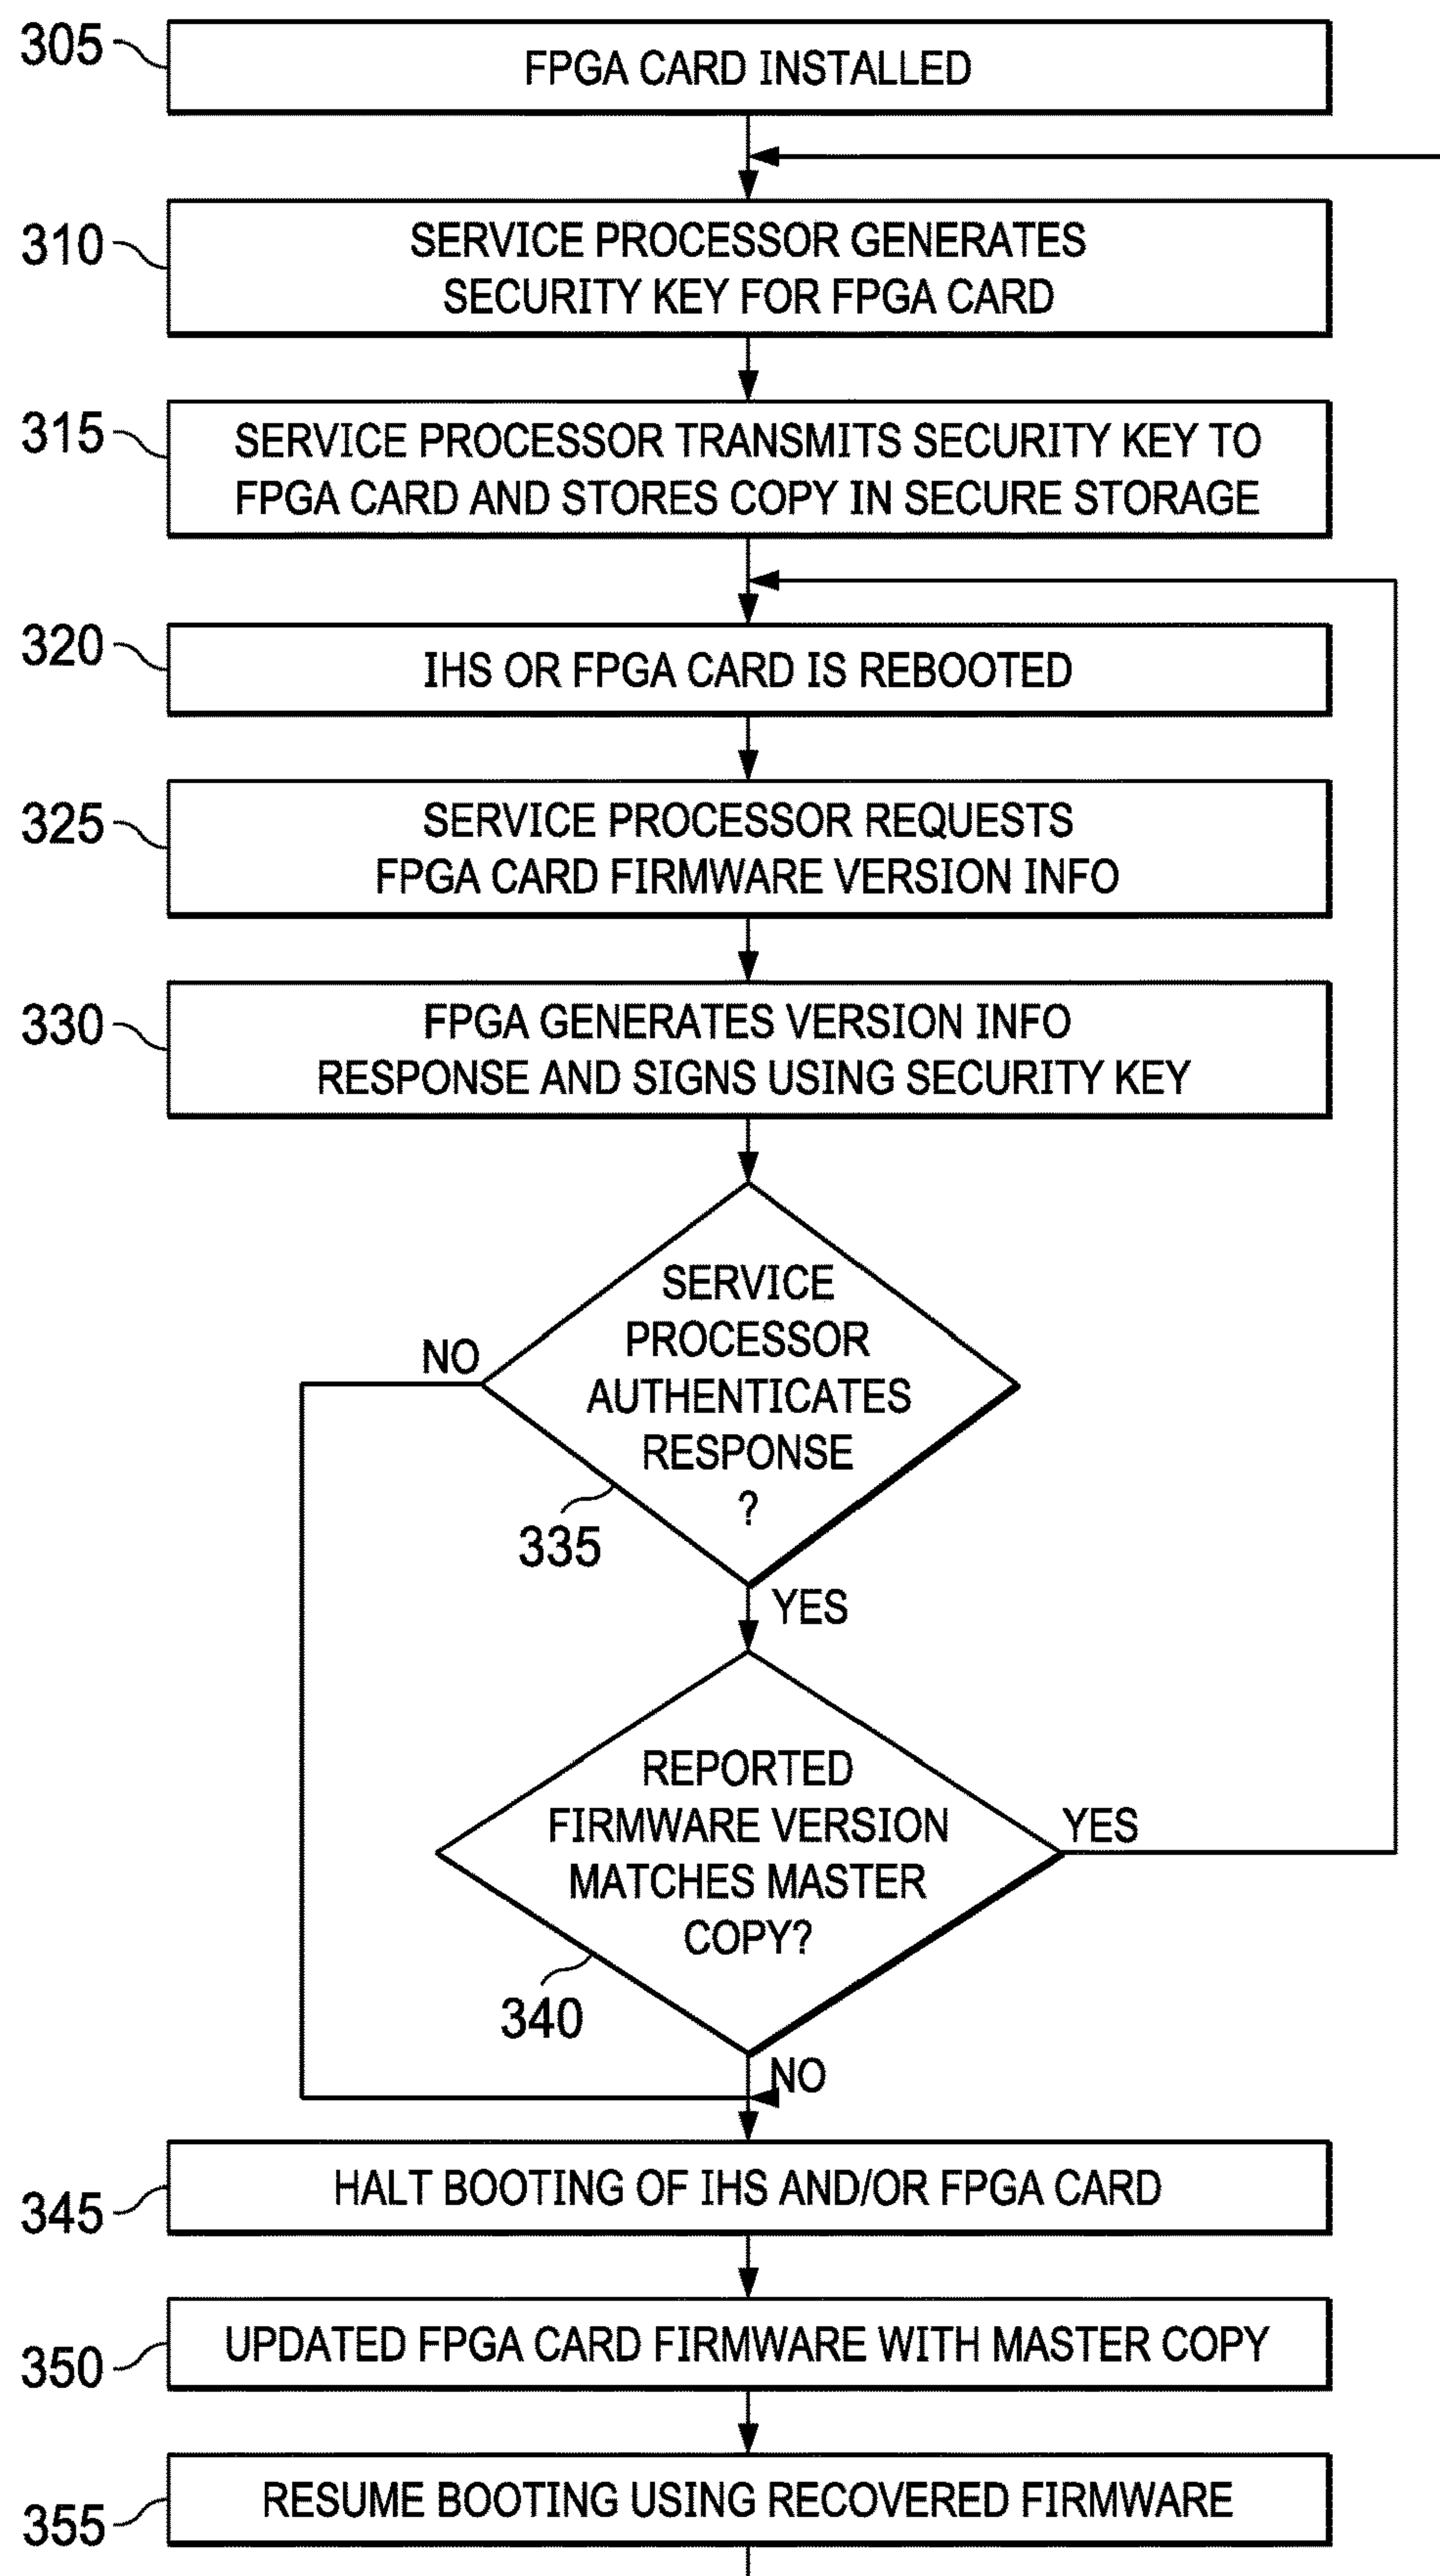 305
FPGA CARD INSTALLED
310
SERVICE PROCESSOR GENERATES
SECURITY KEY FOR FPGA CARD
315
SERVICE PROCESSOR TRANSMITS SECURITY KEY TO
FPGA CARD AND STORES COPY IN SECURE STORAGE
320
IHS OR FPGA CARD IS REBOOTED
325
SERVICE PROCESSOR REQUESTS
FPGA CARD FIRMWARE VERSION INFO
330
FPGA GENERATES VERSION INFO
RESPONSE AND SIGNS USING SECURITY KEY
SERVICE
PROCESSOR
AUTHENTICATES
RESPONSE
?
NO
335
YES
REPORTED
FIRMWARE VERSION
MATCHES MASTER
COPY?
YES
340
NO
345
HALT BOOTING OF IHS AND/OR FPGA CARD
350
UPDATED FPGA CARD FIRMWARE WITH MASTER COPY
355
RESUME BOOTING USING RECOVERED FIRMWARE